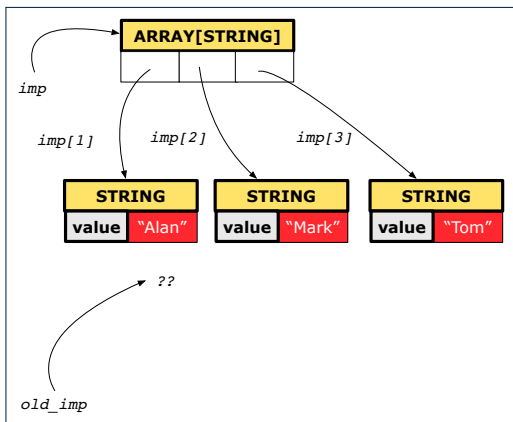 ARRAY[STRING]
imp
imp[1] imp[2] imp[3]
STRING STRING STRING
value “Alan” value “Mark” value “Tom”
??
old_imp